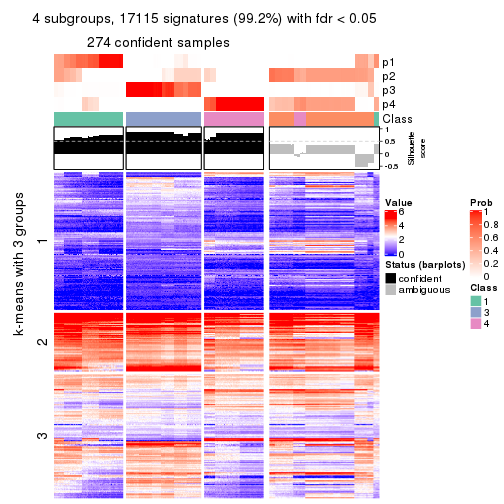 4 subgroups, 17115 signatures (99.2%) with fdr < 0.05
274 confident samples
p1
p2
p3
p4
Class
1
0.5
0
-0.5
Silhouette
score
k-means with 3 groups
1
2
3
Value
6
4
2
0
Status (barplots)
confident
ambiguous
Prob
1
0.8
0.6
0.4
0.2
0
Class
1
3
4